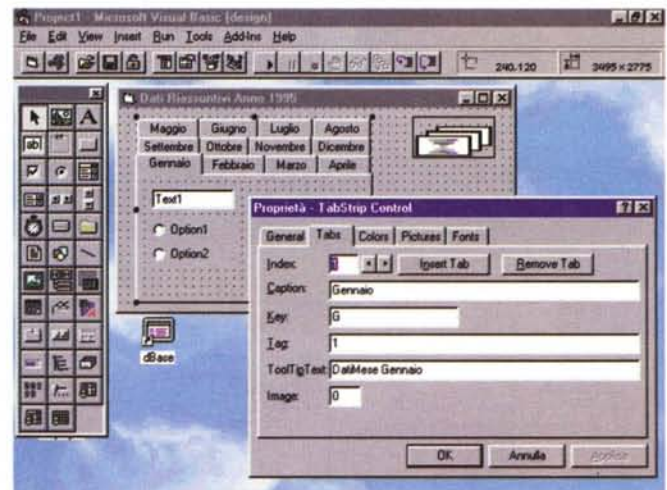 Project1 - Microsoft Visual Basic [design]
File Edit View Insert Run Tools Add-Ins Help
240,120 3495 × 2775
A
ab|
Dati Riassuntivi Anno 1995
Maggio Giugno Luglio Agosto
Settembre Ottobre Novembre Dicembre
Gennaio Febbraio Marzo Aprile
Text1
Option1
Option2
dBase
Proprietà - TabStrip Control
General Tabs Colors Pictures Fonts
Index: 1 Insert Tab Remove Tab
Caption: Gennaio
Key: G
Tag: 1
ToolTipText: DatiMese Gennaio
Image: 0
OK Annulla Applica